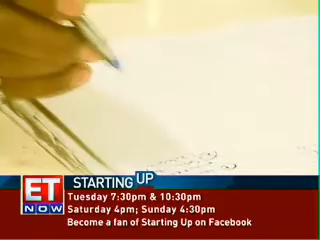 ET
NOW
STARTING UP
Tuesday 7:30pm & 10:30pm
Saturday 4pm; Sunday 4:30pm
Become a fan of Starting Up on Facebook